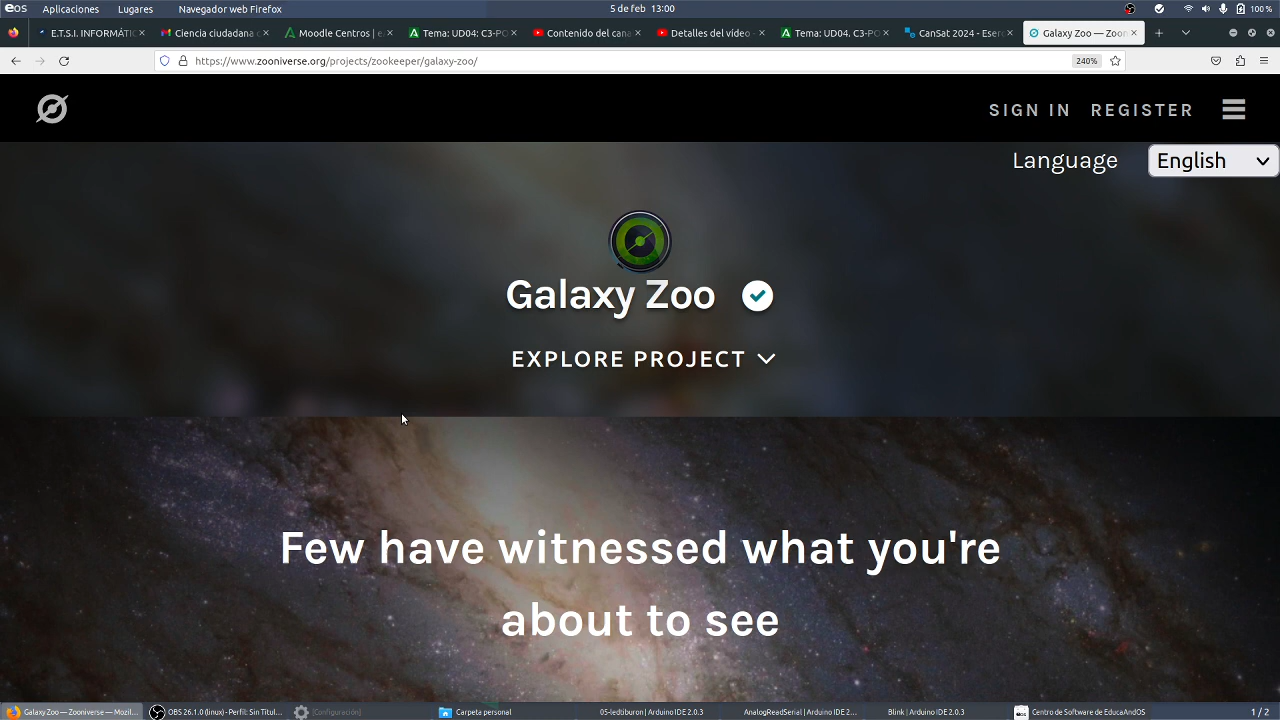 eos Aplicaciones Lugares Navegador web Firefox 5 de feb 13:00 100 %
E.T.S.I. INFORMÁTI Ciencia ciudadana c Moodle Centros | e. Tema: UD04: C3-PO Contenido del cana Detalles del vídeo - Tema: UD04. C3-PO CanSat 2024 - Eser Galaxy Zoo — Zoon
https://www.zooniverse.org/projects/zookeeper/galaxy-zoo/ 240%
SIGN IN REGISTER
Language English
Galaxy Zoo
EXPLORE PROJECT
Few have witnessed what you're
about to see
Galaxy Zoo — Zooniverse — Mozil... OBS 26.1.0 (linux) - Perfil: Sin Títul... [Configuración] Carpeta personal 05-ledtiburon | Arduino IDE 2.0.3 AnalogReadSerial | Arduino IDE 2... Blink | Arduino IDE 2.0.3 Centro de Software de EducaAndOS 1 / 2